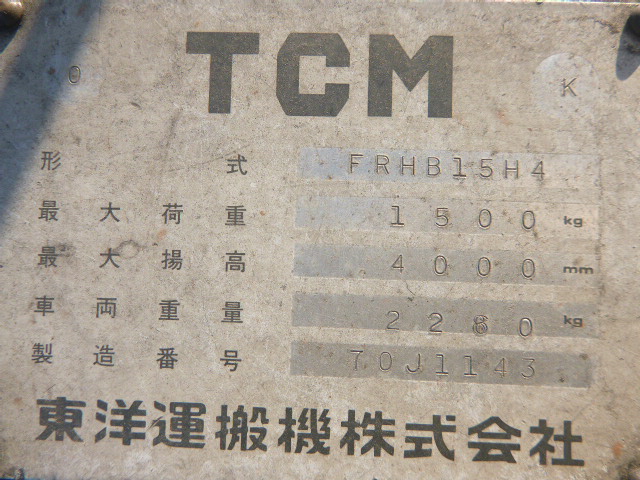 TCM
0
K
形式 FRHB15H4
最大荷重 1500 kg
最大揚高 4000 mm
車両重量 2280 kg
製造番号 70J1143
東洋運搬機株式会社